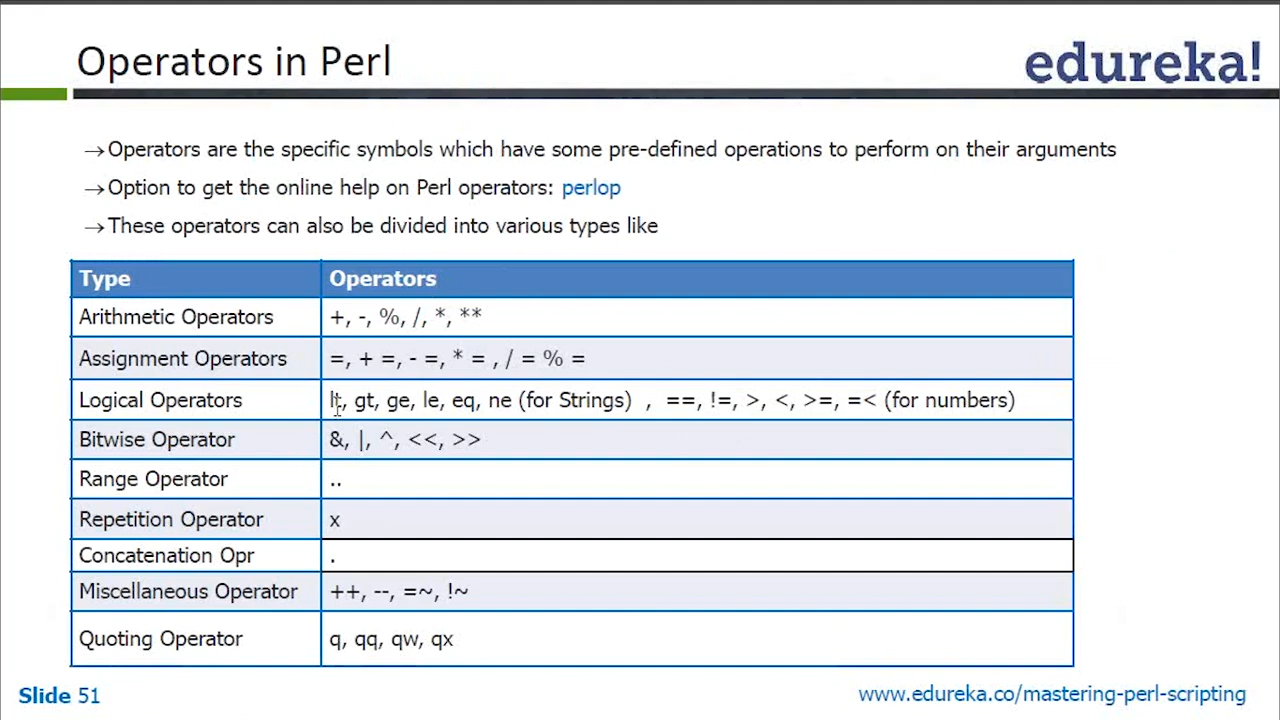 Operators in Perl
edureka!
→Operators are the specific symbols which have some pre-defined operations to perform on their arguments
→Option to get the online help on Perl operators: perlop
→These operators can also be divided into various types like
Type Operators
Arithmetic Operators +, -, %, /, *, **
Assignment Operators =, + =, - =, * = , / = % =
Logical Operators lt, gt, ge, le, eq, ne (for Strings) , ==, !=, >, <, >=, =< (for numbers)
Bitwise Operator &, |, ^, <<, >>
Range Operator ..
Repetition Operator x
Concatenation Opr .
Miscellaneous Operator ++, --, =~, !~
Quoting Operator q, qq, qw, qx
Slide 51
www.edureka.co/mastering-perl-scripting